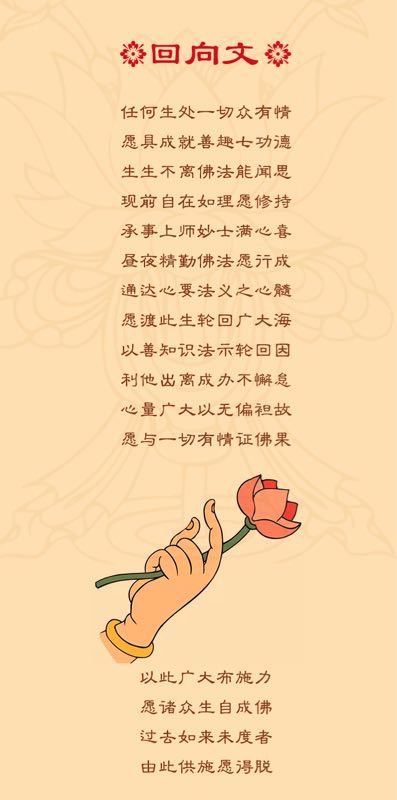 回向文
任何生处一切众有情
愿具成就善趣七功德
生生不离佛法能闻思
现前自在如理愿修持
承事上师妙士满心喜
昼夜精勤佛法愿行成
通达心要法义之心髓
愿渡此生轮回广大海
以善知识法示轮回因
利他出离成办不懈怠
心量广大以无偏袒故
愿与一切有情证佛果
以此广大布施力
愿诸众生自成佛
过去如来未度者
由此供施愿得脱